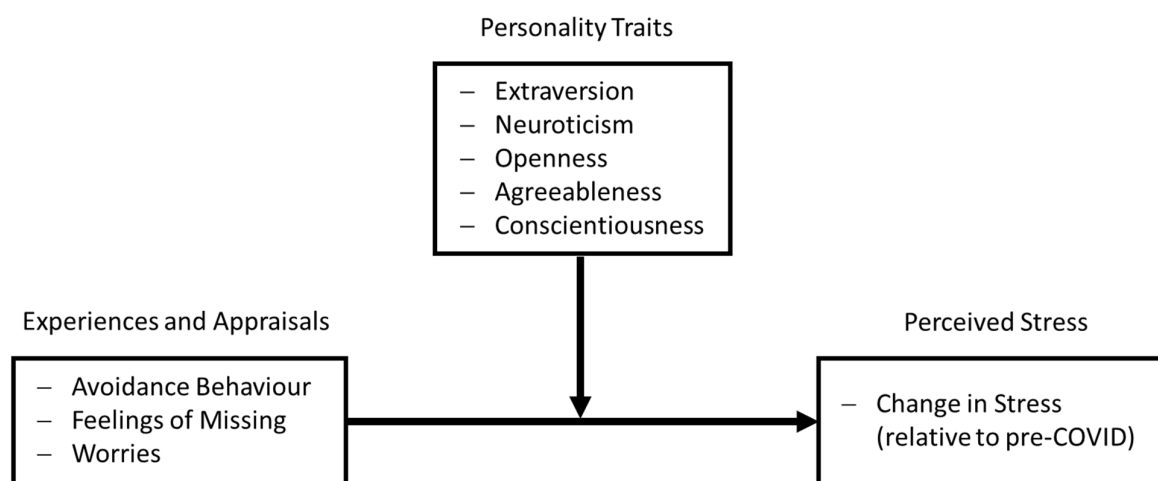 Personality Traits
– Extraversion
– Neuroticism
– Openness
– Agreeableness
– Conscientiousness
Experiences and Appraisals
– Avoidance Behaviour
– Feelings of Missing
– Worries
Perceived Stress
– Change in Stress
(relative to pre-COVID)